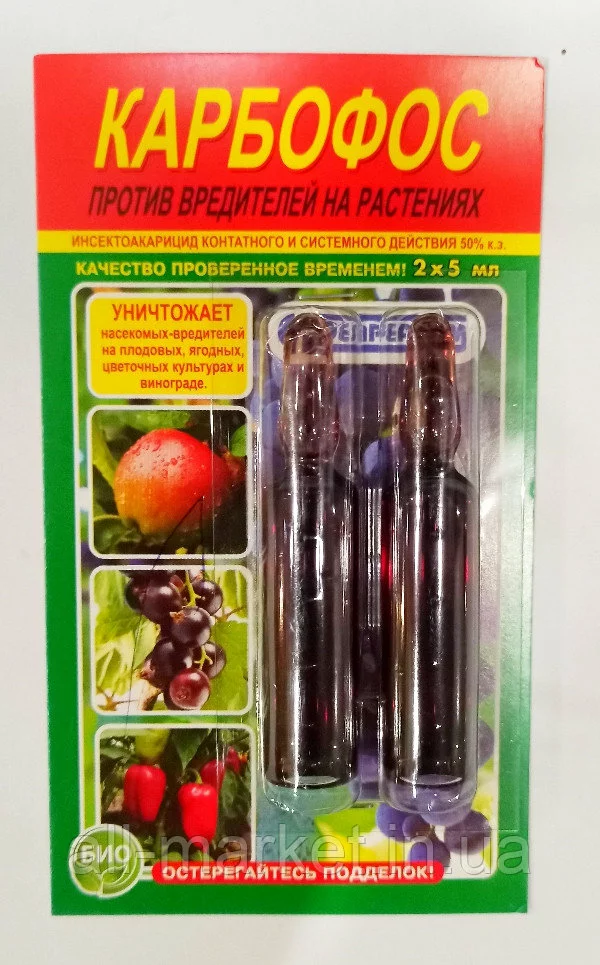 КАРБОФОС
ПРОТИВ ВРЕДИТЕЛЕЙ НА РАСТЕНИЯХ
ИНСЕКТОАКАРИЦИД КОНТАТНОГО И СИСТЕМНОГО ДЕЙСТВИЯ 50% к.э.
КАЧЕСТВО ПРОВЕРЕННОЕ ВРЕМЕНЕМ! 2 x 5 мл
УНИЧТОЖАЕТ
насекомых-вредителей
на плодовых, ягодных,
цветочных культурах и
винограде.
БИО
ОСТЕРЕГАЙТЕСЬ ПОДДЕЛОК!
all-market.in.ua